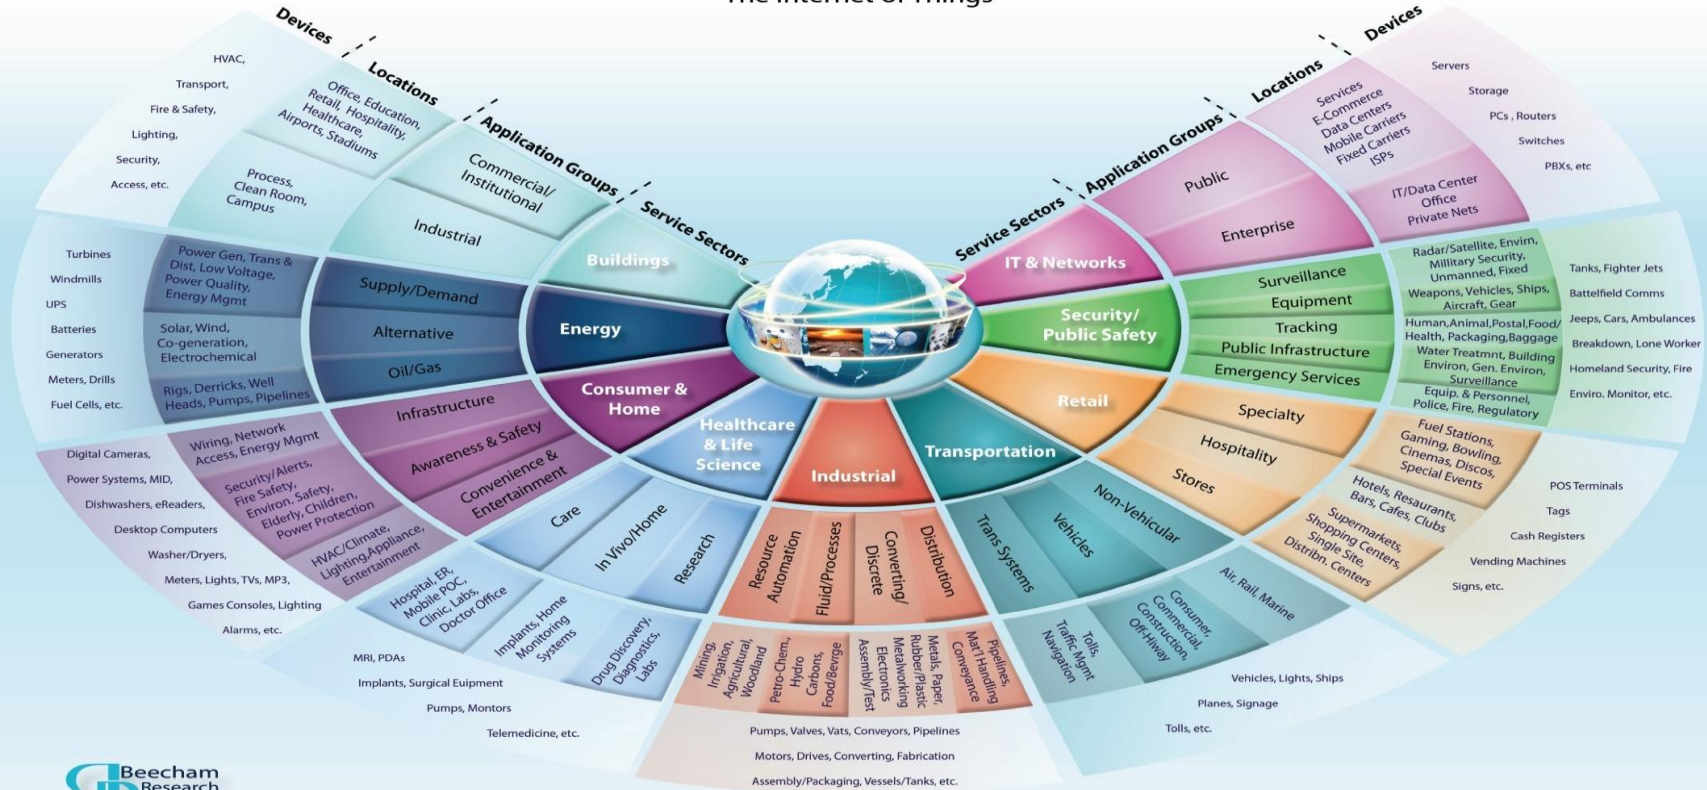 The Internet of Things
Devices
Locations
Application Groups
Service Sectors
Devices
Locations
Application Groups
Service Sectors
Buildings
Commercial/
Institutional
Industrial
Office, Education,
Retail, Hospitality,
Healthcare,
Airports, Stadiums
Process,
Clean Room,
Campus
HVAC,
Transport,
Fire & Safety,
Lighting,
Security,
Access, etc.
Energy
Supply/Demand
Alternative
Oil/Gas
Power Gen, Trans &
Dist, Low Voltage,
Power Quality,
Energy Mgmt
Solar, Wind,
Co-generation,
Electrochemical
Rigs, Derricks, Well
Heads, Pumps, Pipelines
Turbines
Windmills
UPS
Batteries
Generators
Meters, Drills
Fuel Cells, etc.
Consumer &
Home
Infrastructure
Awareness & Safety
Convenience &
Entertainment
Wiring, Network
Access, Energy Mgmt
Security/Alerts,
Fire Safety,
Environ. Safety,
Elderly, Children,
Power Protection
HVAC/Climate,
Lighting,Appliance,
Entertainment
Digital Cameras,
Power Systems, MID,
Dishwashers, eReaders,
Desktop Computers
Washer/Dryers,
Meters, Lights, TVs, MP3,
Games Consoles, Lighting
Alarms, etc.
Healthcare
& Life
Science
Care
In Vivo/Home
Research
Hospital, ER,
Mobile POC,
Clinic, Labs,
Doctor Office
Implants, Home
Monitoring
Systems
Drug Discovery,
Diagnostics,
Labs
MRI, PDAs
Implants, Surgical Euipment
Pumps, Montors
Telemedicine, etc.
Industrial
Resource
Automation
Fluid/Processes
Converting/
Discrete
Distribution
Mining,
Irrigation,
Agricultural,
Woodland
Petro-Chem,
Hydro
Carbons,
Food/Bevrge
Metals, Paper,
Rubber/Plastic
Metalworking
Electronics
Assembly/Test
Pipelines,
Mat'l Handling
Conveyance
Pumps, Valves, Vats, Conveyors, Pipelines
Motors, Drives, Converting, Fabrication
Assembly/Packaging, Vessels/Tanks, etc.
Transportation
Trans Systems
Vehicles
Non-Vehicular
Tolls,
Traffic Mgmt
Navigation
Consumer,
Commercial,
Construction,
Off-Hiway
Air, Rail, Marine
Vehicles, Lights, Ships
Planes, Signage
Tolls, etc.
Retail
Specialty
Hospitality
Stores
Fuel Stations,
Gaming, Bowling,
Cinemas, Discos,
Special Events
Hotels, Resaurants,
Bars, Cafes, Clubs
Supermarkets,
Shopping Centers,
Single Site,
Distribn. Centers
POS Terminals
Tags
Cash Registers
Vending Machines
Signs, etc.
Security/
Public Safety
Surveillance
Equipment
Tracking
Public Infrastructure
Emergency Services
Radar/Satellite, Envirn,
Millitary Security,
Unmanned, Fixed
Weapons, Vehicles, Ships,
Aircraft, Gear
Human,Animal,Postal,Food/
Health, Packaging,Baggage
Water Treatmnt, Building
Environ, Gen. Environ,
Surveillance
Equip. & Personnel,
Police, Fire, Regulatory
Tanks, Fighter Jets
Battelfield Comms
Jeeps, Cars, Ambulances
Breakdown, Lone Worker
Homeland Security, Fire
Enviro. Monitor, etc.
IT & Networks
Public
Enterprise
Services
E-Commerce
Data Centers
Mobile Carriers
Fixed Carriers
ISPs
IT/Data Center
Office
Private Nets
Servers
Storage
PCs , Routers
Switches
PBXs, etc
Beecham
Research